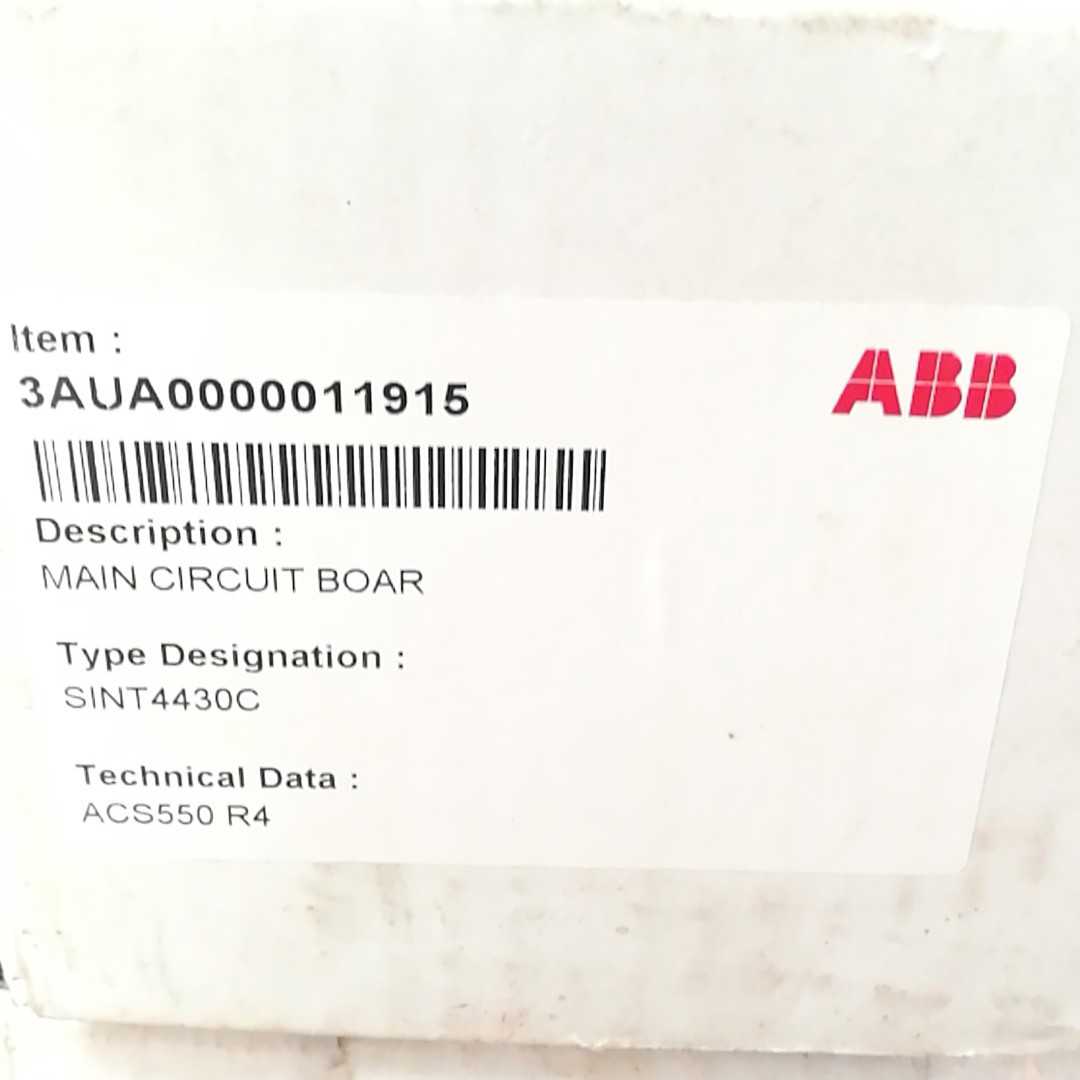 Item :
3AUA0000011915
ABB
Description :
MAIN CIRCUIT BOAR
Type Designation :
SINT4430C
Technical Data :
ACS550 R4